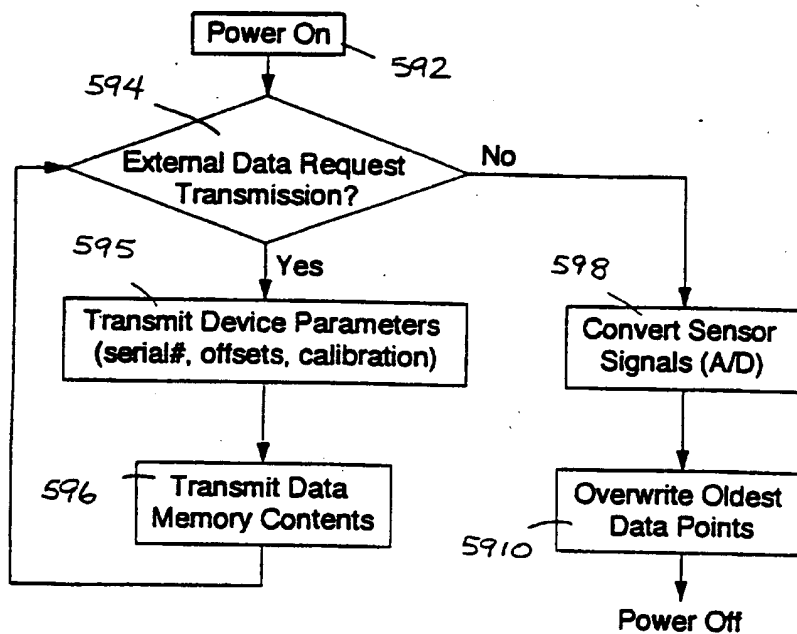 Power On
592
594
External Data Request
Transmission?
No
595
Yes
598
Transmit Device Parameters
(serial#, offsets, calibration)
Convert Sensor
Signals (A/D)
596
Transmit Data
Memory Contents
Overwrite Oldest
Data Points
5910
Power Off